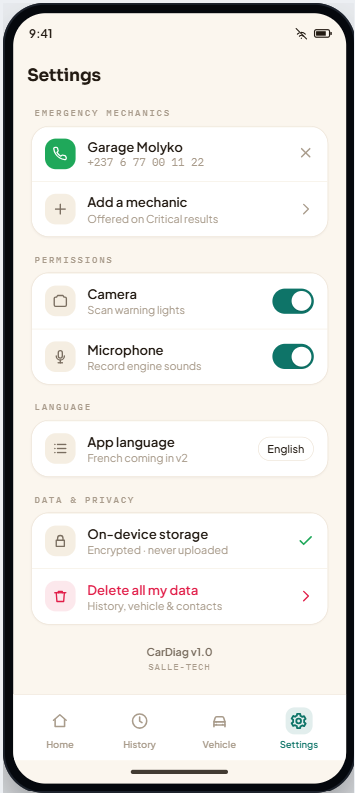 9:41
Settings
EMERGENCY MECHANICS
Garage Molyko
+237 6 77 00 11 22
Add a mechanic
Offered on Critical results
PERMISSIONS
Camera
Scan warning lights
Microphone
Record engine sounds
LANGUAGE
App language
French coming in v2
English
DATA & PRIVACY
On-device storage
Encrypted · never uploaded
Delete all my data
History, vehicle & contacts
CarDiag v1.0
SALLE-TECH
Home
History
Vehicle
Settings